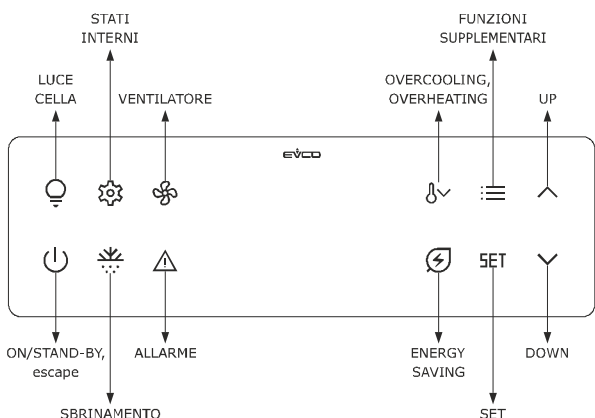 STATI
INTERNI
FUNZIONI
SUPPLEMENTARI
LUCE
CELLA
VENTILATORE
OVERCOOLING,
OVERHEATING
UP
EVCO
SET
ON/STAND-BY,
escape
ALLARME
ENERGY
SAVING
DOWN
SBRINAMENTO
SET